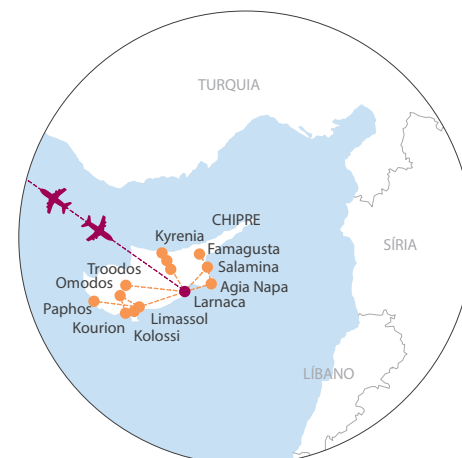 TURQUIA
CHIPRE
Kyrenia
Famagusta
SÍRIA
Salamina
Troodos
Omodos
Agia Napa
Larnaca
Paphos
Limassol
Kourion
Kolossi
LÍBANO